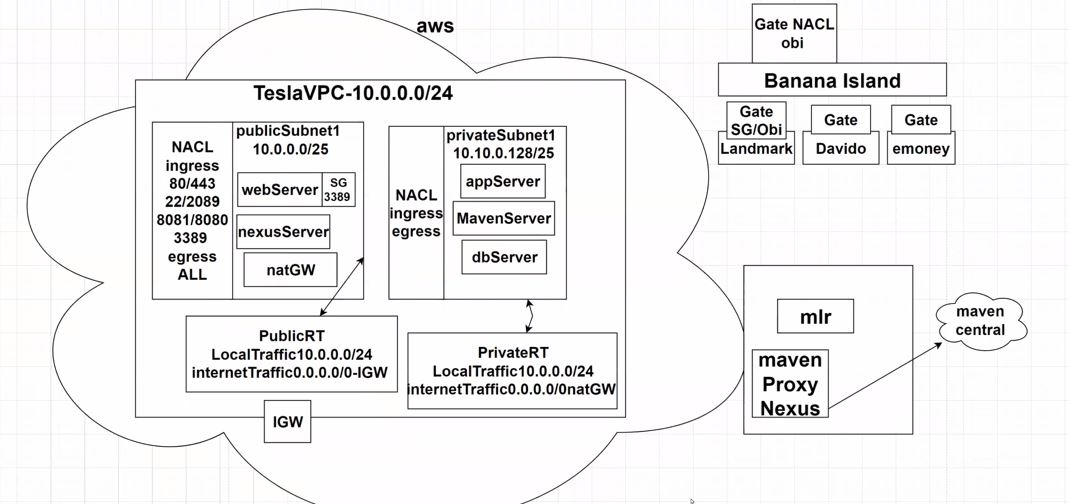 aws
TeslaVPC-10.0.0.0/24
NACL
ingress
80/443
22/2089
8081/8080
3389
egress
ALL
publicSubnet1
10.0.0.0/25
webServer
SG
3389
nexusServer
natGW
NACL
ingress
egress
privateSubnet1
10.10.0.128/25
appServer
MavenServer
dbServer
PublicRT
LocalTraffic10.0.0.0/24
internetTraffic0.0.0.0/0-IGW
PrivateRT
LocalTraffic10.0.0.0/24
internetTraffic0.0.0.0/0natGW
IGW
Gate NACL
obi
Banana Island
Gate
SG/Obi
Landmark
Gate
Davido
Gate
emoney
mlr
maven
Proxy
Nexus
maven
central